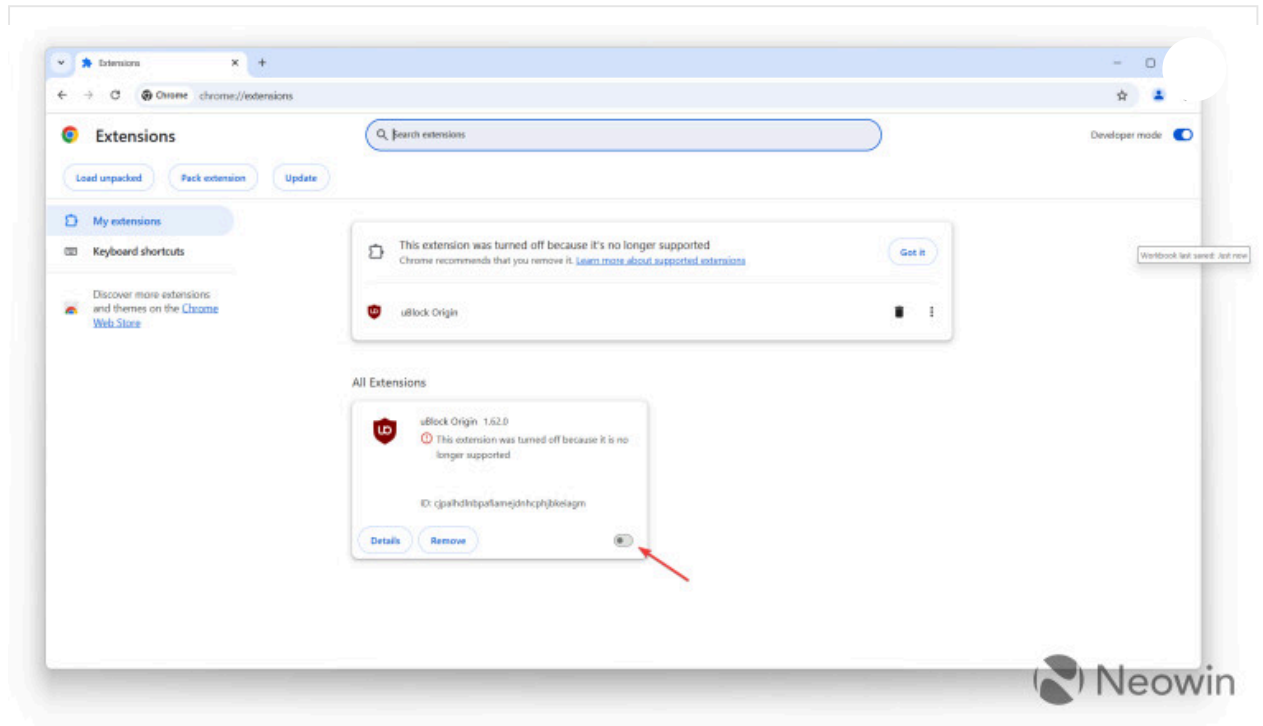 Extensions
Chrome chrome://extensions
Extensions
Search extensions
Developer mode
Load unpacked Pack extension Update
My extensions
Keyboard shortcuts
Discover more extensions
and themes on the Chrome
Web Store
This extension was turned off because it's no longer supported
Chrome recommends that you remove it. Learn more about supported extensions
Got it
Workbook last saved: Just now
uBlock Origin
All Extensions
uBlock Origin 1.62.0
This extension was turned off because it is no
longer supported
ID: cjpalhdlnbpafiamejdnhcphjbkeiagm
Details Remove
Neowin